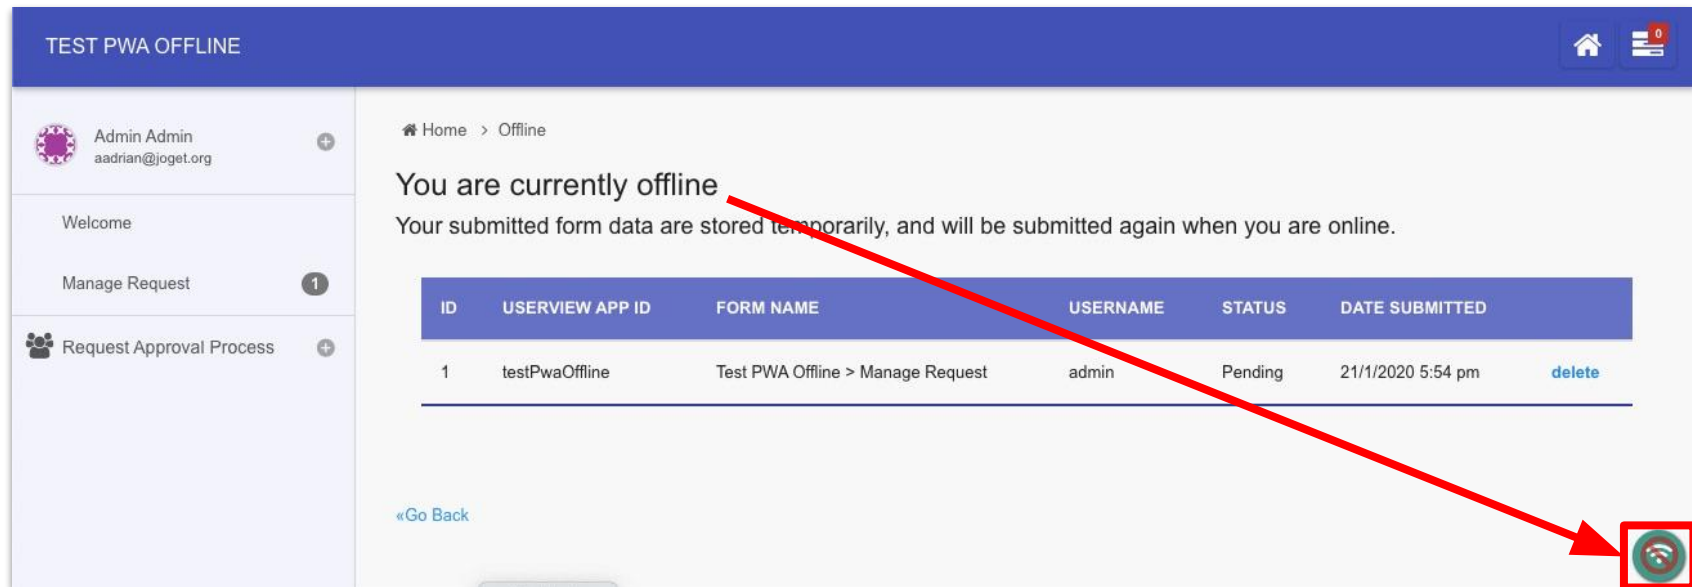 TEST PWA OFFLINE
0
Admin Admin
aadrian@joget.org
Welcome
Manage Request 1
Request Approval Process
Home > Offline
You are currently offline
Your submitted form data are stored temporarily, and will be submitted again when you are online.
ID USERVIEW APP ID FORM NAME USERNAME STATUS DATE SUBMITTED
1 testPwaOffline Test PWA Offline > Manage Request admin Pending 21/1/2020 5:54 pm delete
«Go Back